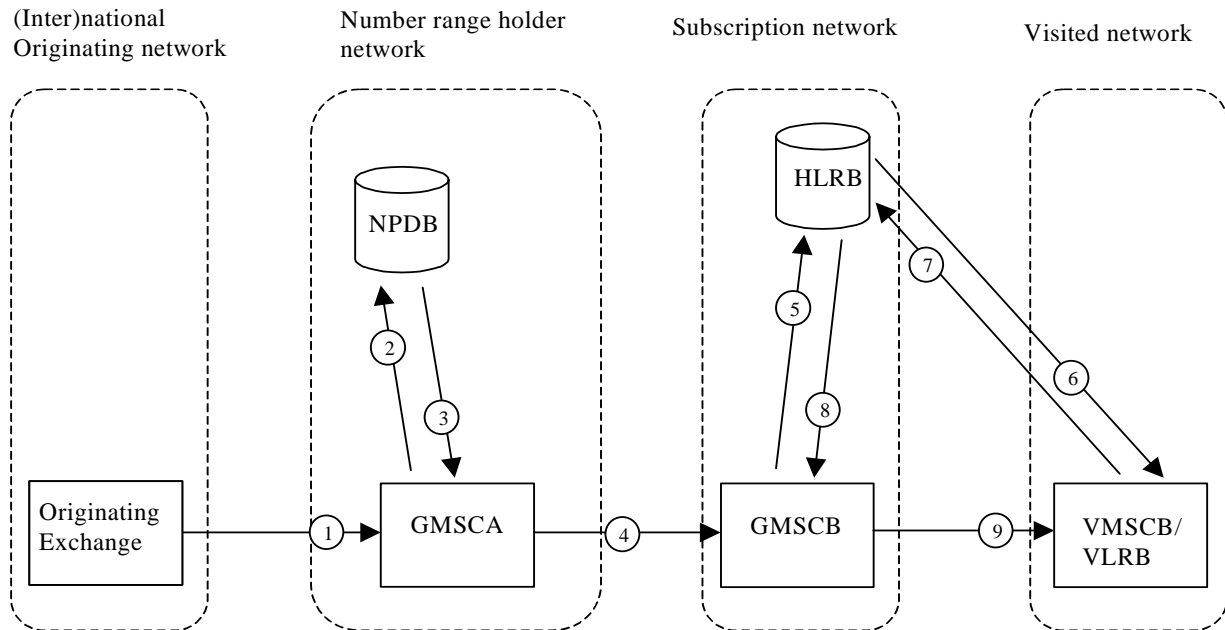 (Inter)national
Originating network
Number range holder
network
Subscription network
Visited network
HLRB
NPDB
7
5
2
6
3
8
Originating
Exchange
1
GMSCA
4
GMSCB
9
VMSCB/
VLRB